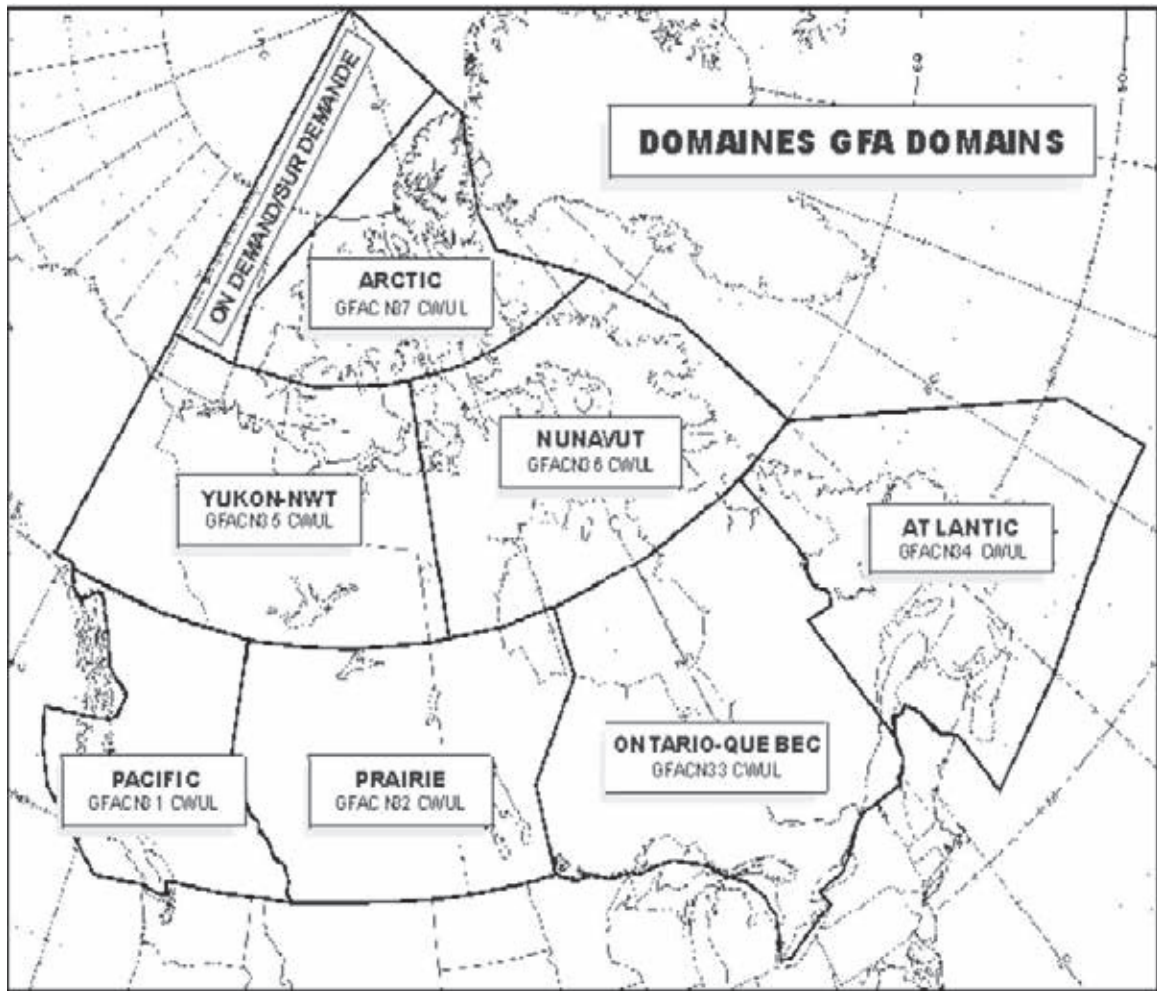 ON DEMAND/SUR DEMANDE
DOMAINES GFA DOMAINS
ARCTIC
GFACN37 CWUL
NUNAVUT
GFACN36 CWUL
YUKON-NWT
GFACN35 CWUL
ATLANTIC
GFACN34 CWUL
ONTARIO-QUEBEC
GFACN33 CWUL
PACIFIC
GFACN31 CWUL
PRAIRIE
GFACN32 CWUL